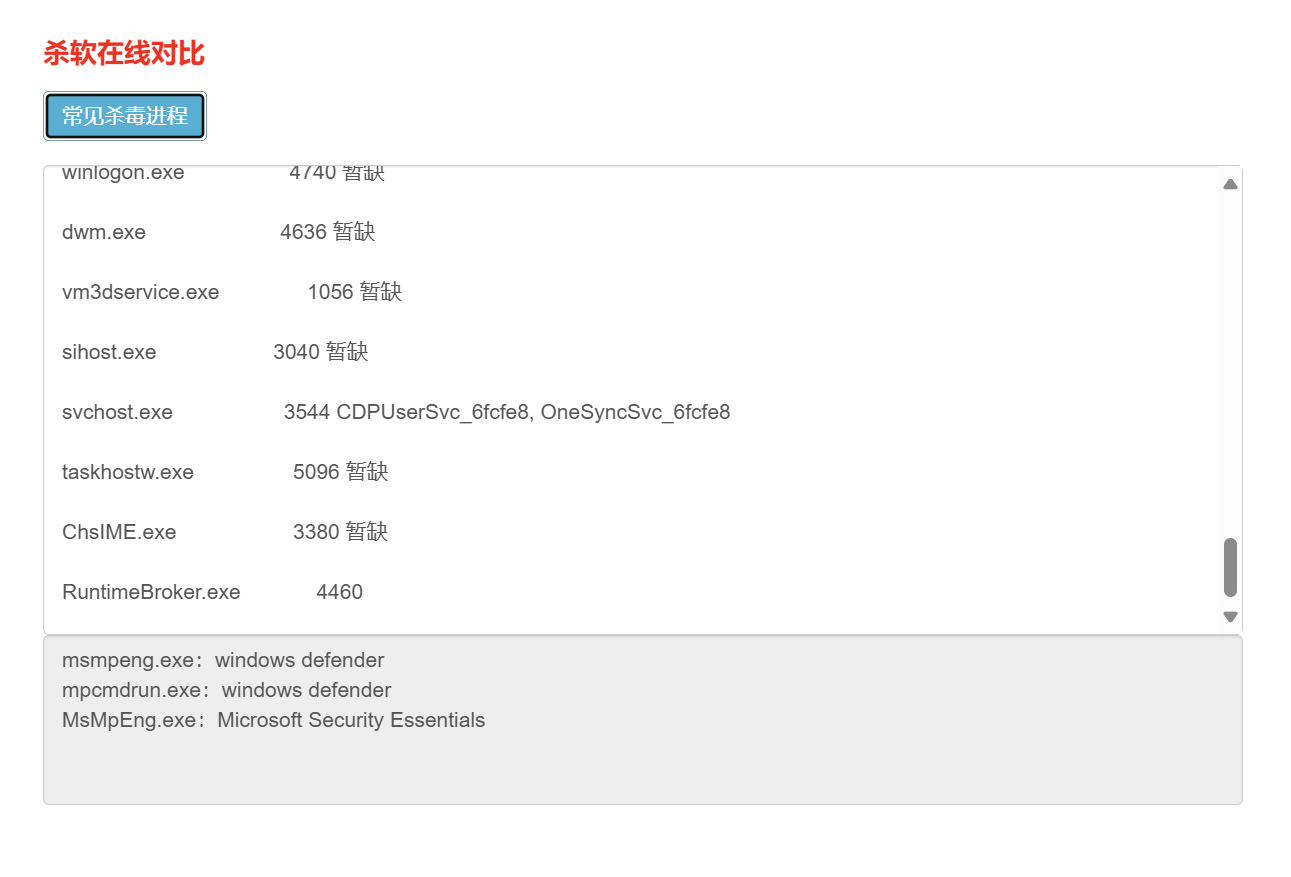 杀软在线对比
常见杀毒进程
winlogon.exe 4740 暂缺
dwm.exe 4636 暂缺
vm3dservice.exe 1056 暂缺
sihost.exe 3040 暂缺
svchost.exe 3544 CDPUserSvc_6fcfe8, OneSyncSvc_6fcfe8
taskhostw.exe 5096 暂缺
ChsIME.exe 3380 暂缺
RuntimeBroker.exe 4460
msmpeng.exe：windows defender
mpcmdrun.exe：windows defender
MsMpEng.exe：Microsoft Security Essentials